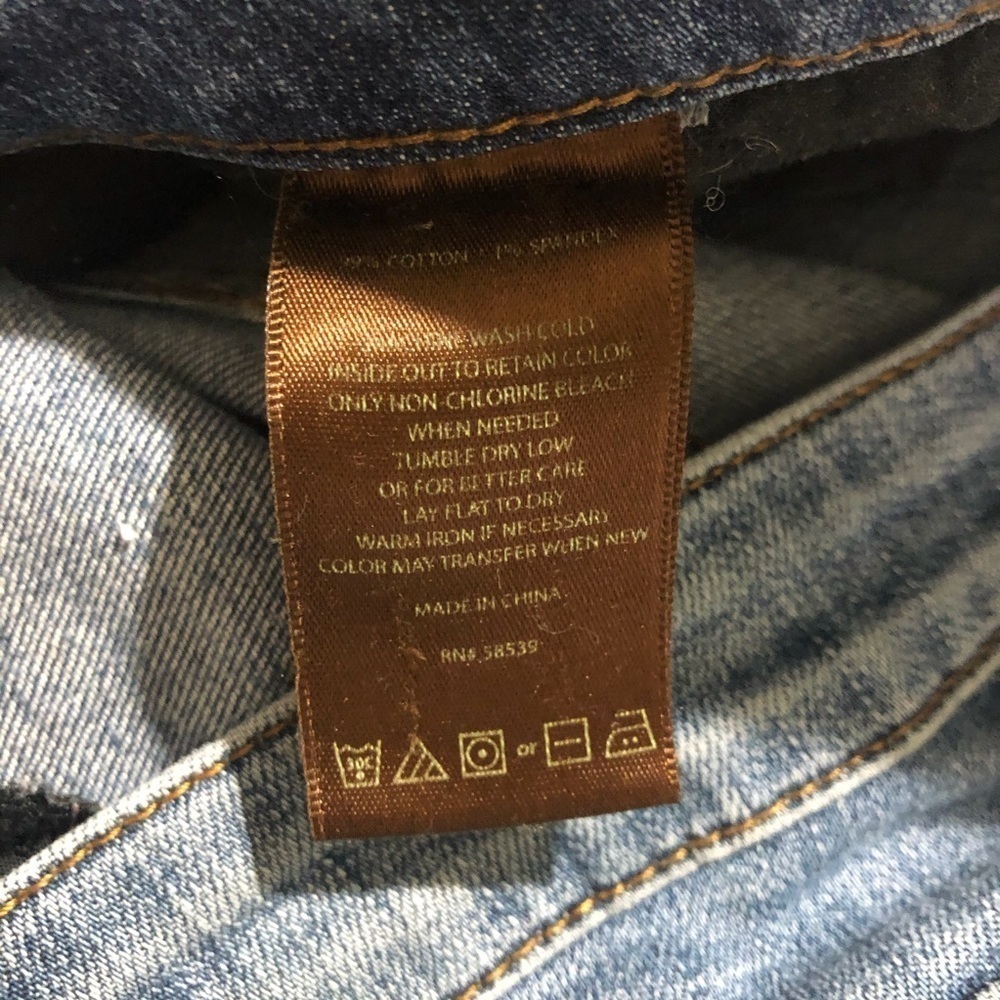 99% COTTON 1% SPANDEX
MACHINE WASH COLD
INSIDE OUT TO RETAIN COLOR
ONLY NON-CHLORINE BLEACH
WHEN NEEDED
TUMBLE DRY LOW
OR FOR BETTER CARE
LAY FLAT TO DRY
WARM IRON IF NECESSARY
COLOR MAY TRANSFER WHEN NEW
MADE IN CHINA
RN# 58539
30C or